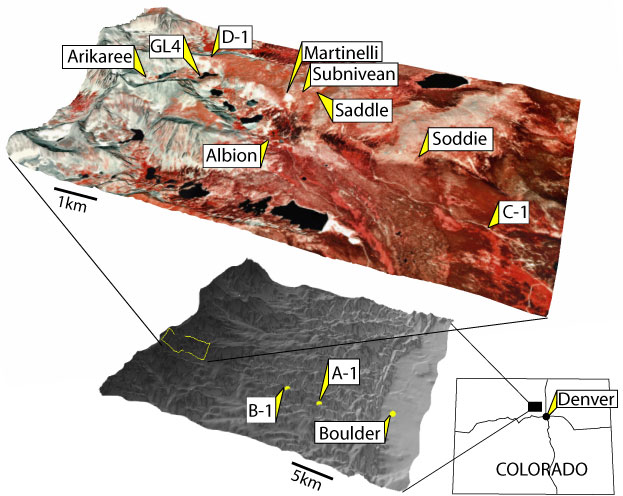 D-1
GL4
Martinelli
Arikaree
Subnivean
Saddle
Soddie
Albion
C-1
1km
A-1
B-1
Boulder
5km
Denver
COLORADO